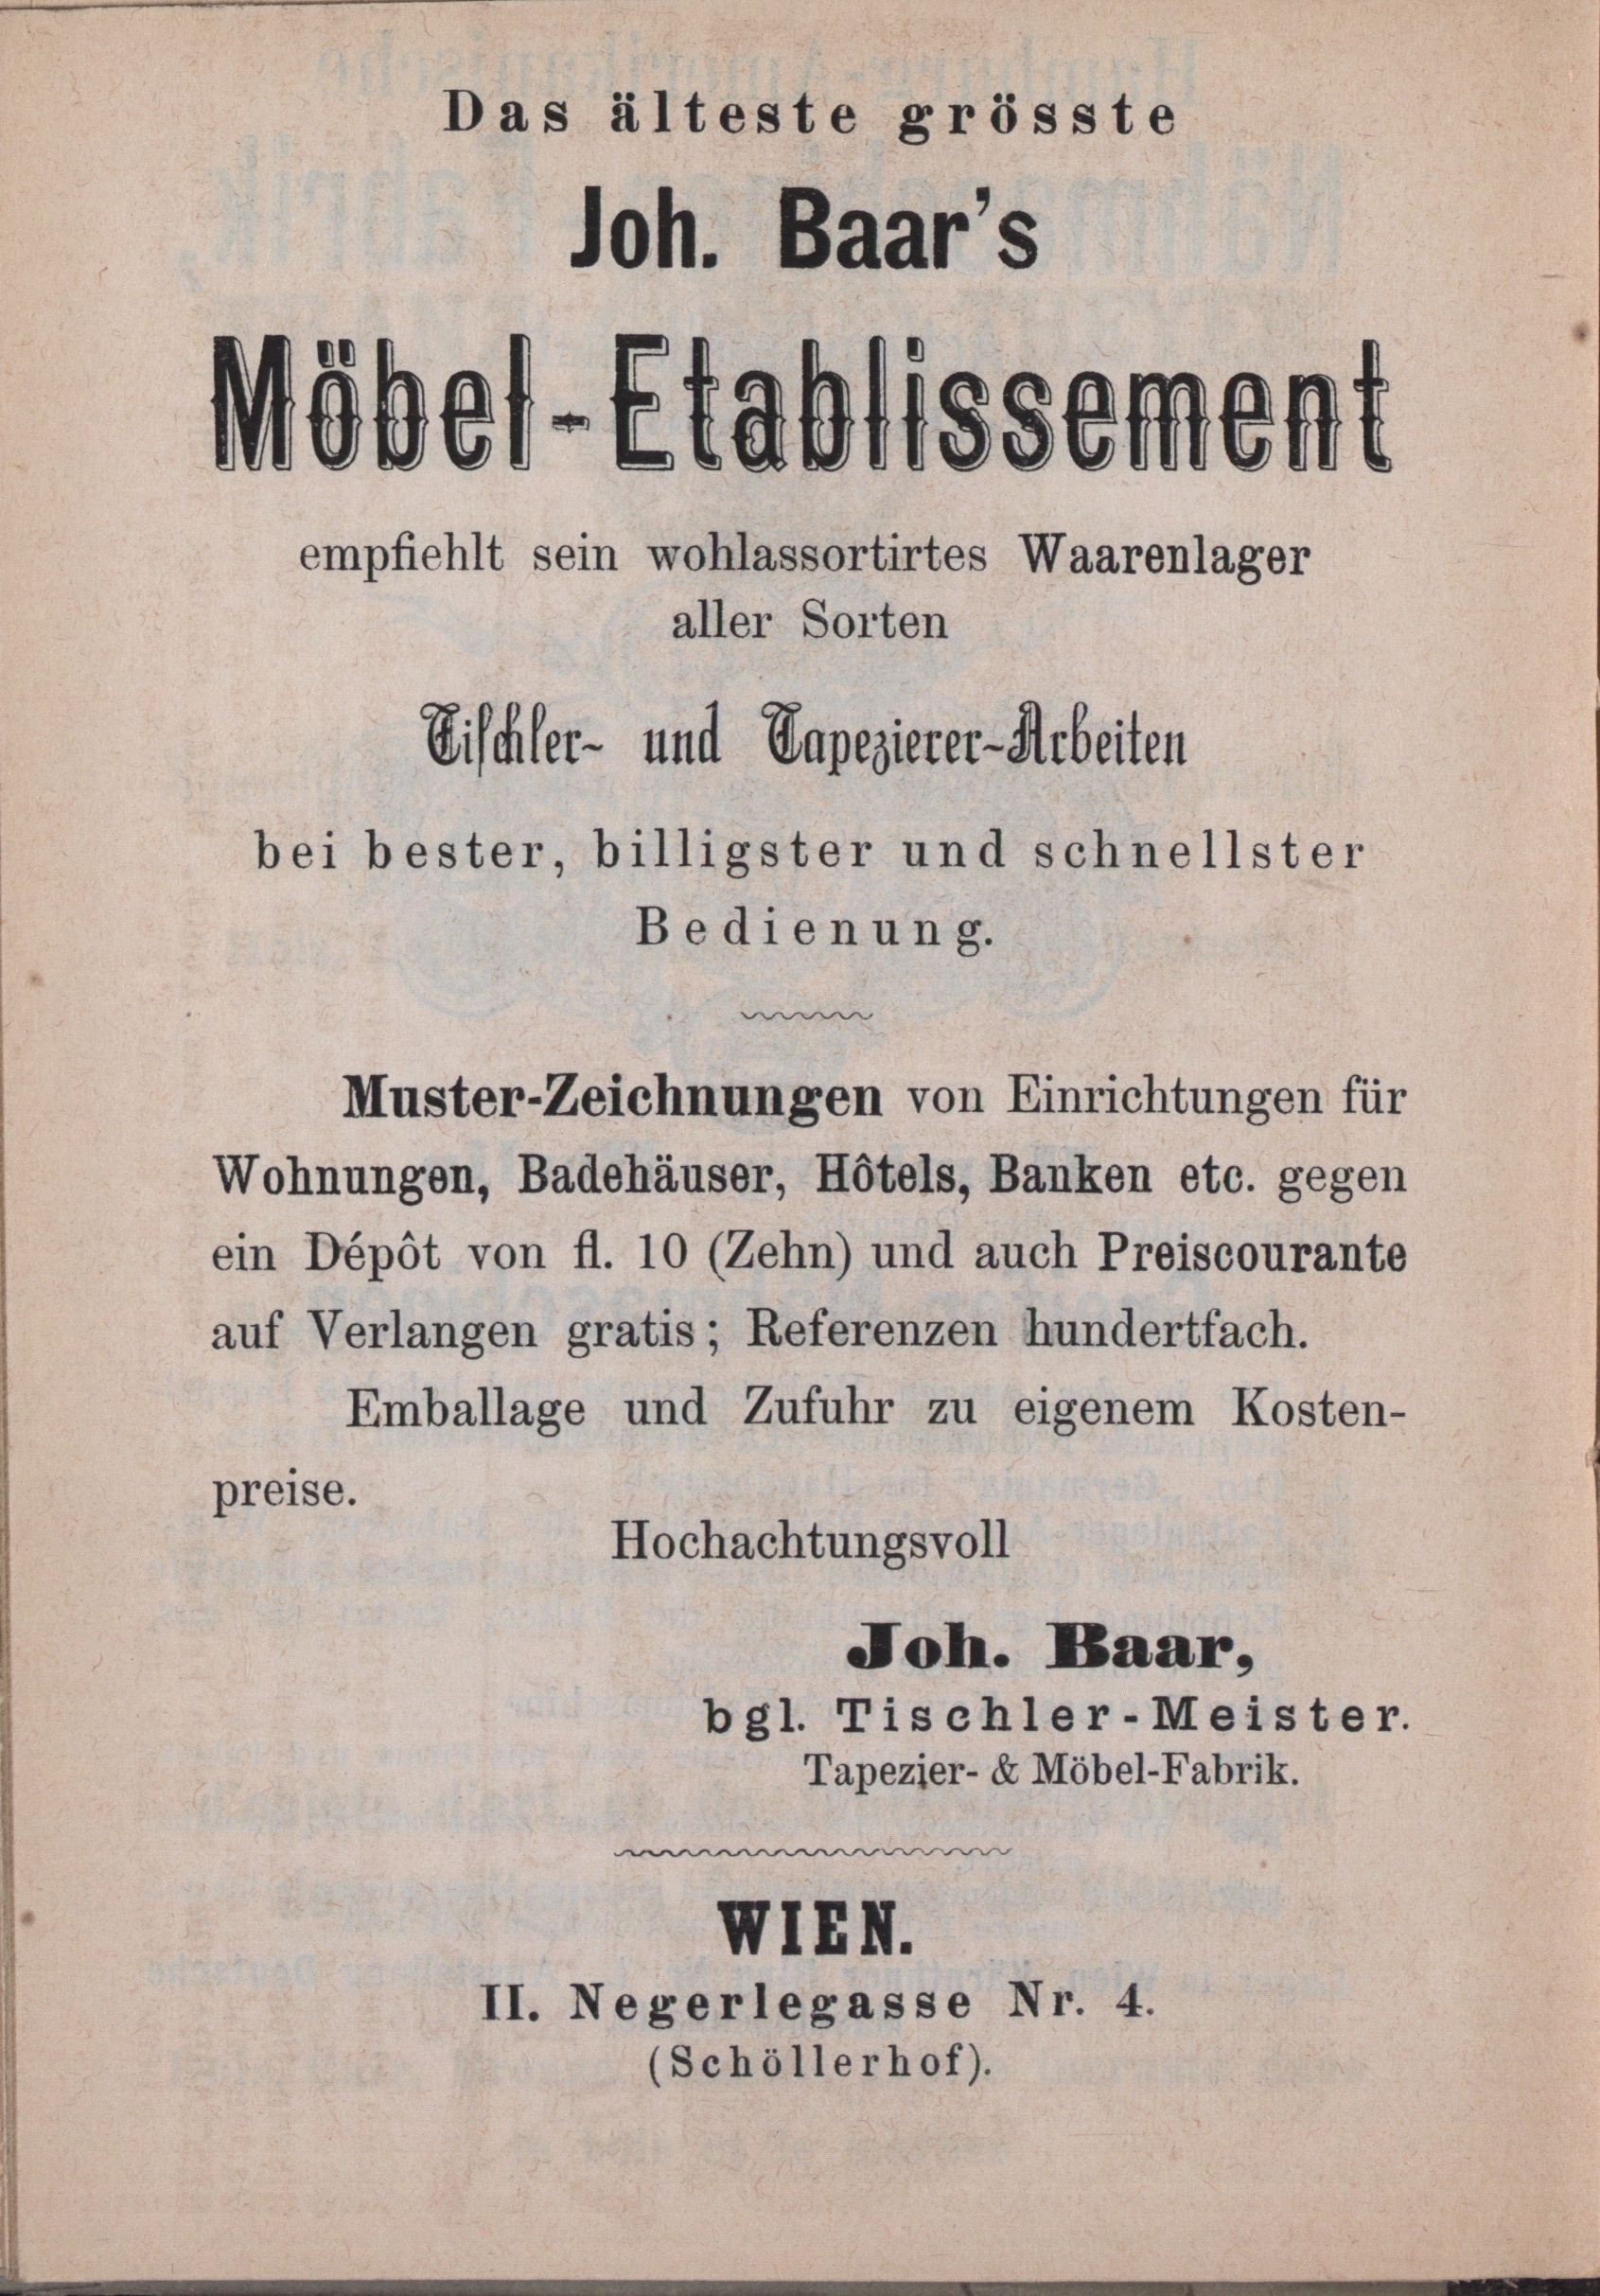 Das älteste grösste
Joh. Baar's
Möbel-Etablissement
empfiehlt sein wohlassortirtes Waarenlager
aller Sorten
Tischler- und Tapezierer-Arbeiten
bei bester, billigster und schnellster
Bedienung.
Muster-Zeichnungen von Einrichtungen für
Wohnungen, Badehäuser, Hôtels, Banken etc. gegen
ein Dépôt von fl. 10 (Zehn) und auch Preiscourante
auf Verlangen gratis; Referenzen hundertfach.
Emballage und Zufuhr zu eigenem Kosten-
preise.
Hochachtungsvoll
Joh. Baar,
bgl. Tischler-Meister.
Tapezier- & Möbel-Fabrik.
WIEN.
II. Negerlegasse Nr. 4.
(Schöllerhof).